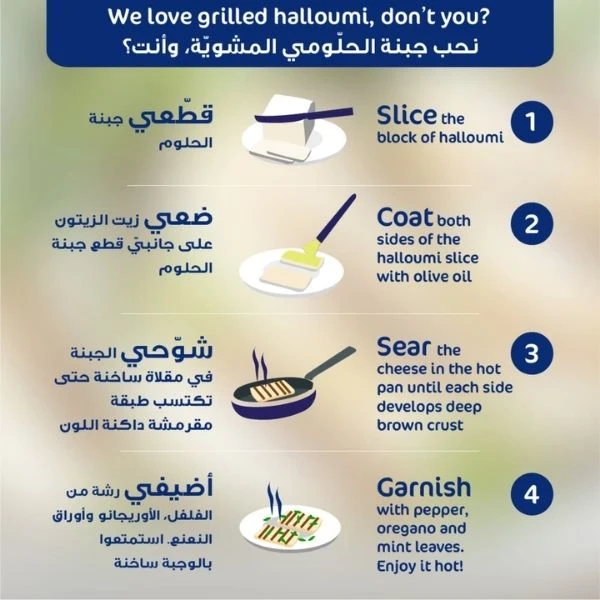 We love grilled halloumi, don't you?
نحب جبنة الحلّومي المشويّة، وأنت؟
1
Slice the
block of halloumi
قطّعي جبنة
الحلوم
2
Coat both
sides of the
halloumi slice
with olive oil
ضعي زيت الزيتون
على جانبيّ قطع جبنة
الحلوم
3
Sear the
cheese in the hot
pan until each side
develops deep
brown crust
شوّحي الجبنة
في مقلاة ساخنة حتى
تكتسب طبقة
مقرمشة داكنة اللون
4
Garnish
with pepper,
oregano and
mint leaves.
Enjoy it hot!
أضيفي رشة من
الفلفل، الأوريجانو وأوراق
النعنع. استمتعوا
بالوجبة ساخنة